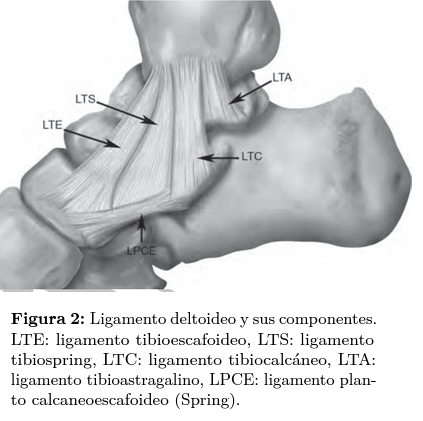 LTA
LTS
LTE
LTC
LPCE
Figura 2: Ligamento deltoideo y sus componentes.
LTE: ligamento tibioescafoideo, LTS: ligamento
tibiospring, LTC: ligamento tibiocalcáneo, LTA:
ligamento tibioastragalino, LPCE: ligamento plan-
to calcaneoescafoideo (Spring).